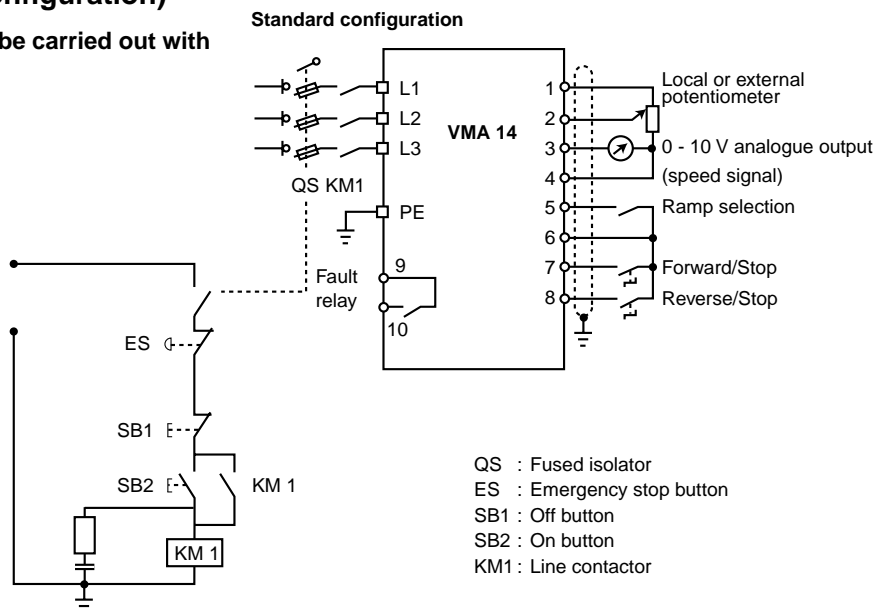 onfiguration)
be carried out with
Standard configuration
L1
L2
L3
QS KM1
PE
VMA 14
1
2
3
4
5
6
7
8
Local or external
potentiometer
0 - 10 V analogue output
(speed signal)
Ramp selection
Forward/Stop
Reverse/Stop
Fault
relay
9
10
ES
SB1
SB2
KM 1
KM 1
QS : Fused isolator
ES : Emergency stop button
SB1 : Off button
SB2 : On button
KM1 : Line contactor